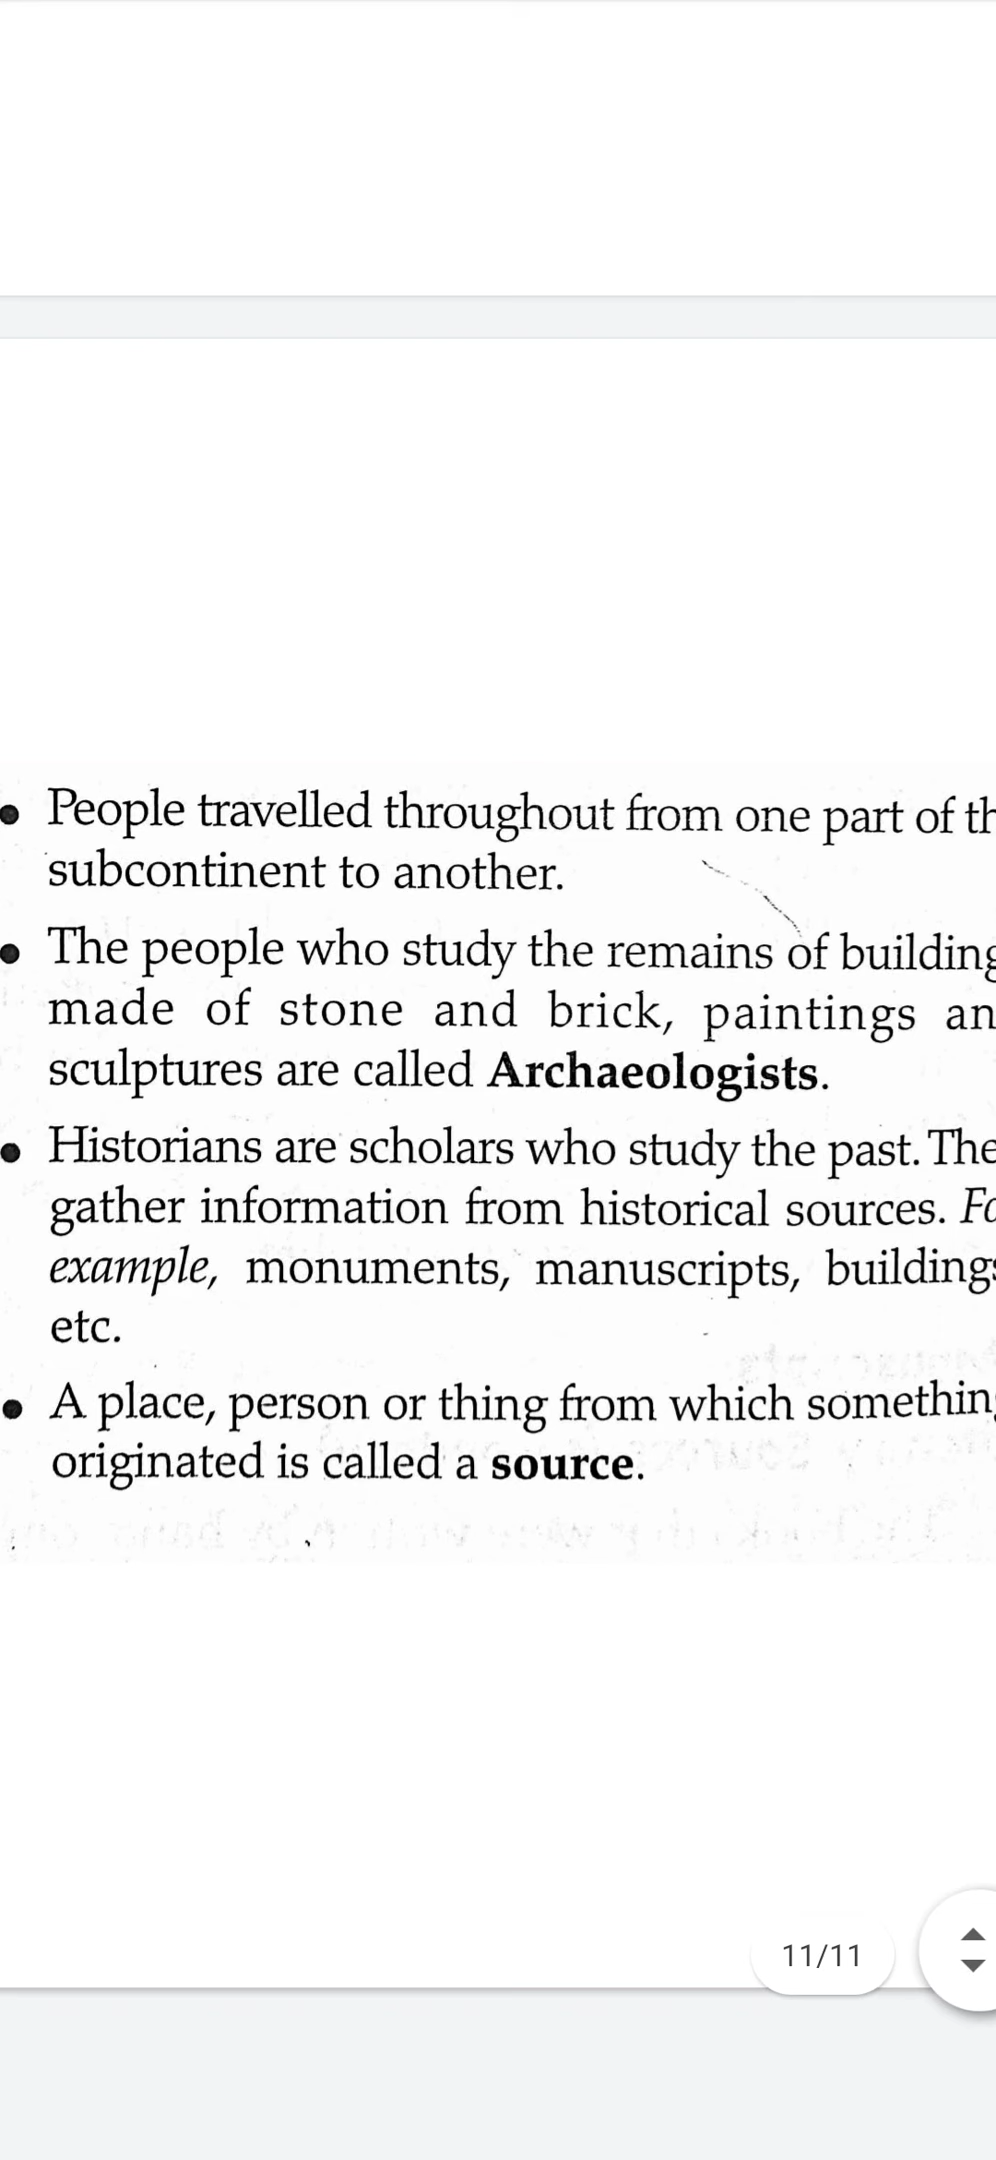 • People travelled throughout from one part of th
subcontinent to another.
• The people who study the remains of building
made of stone and brick, paintings an
sculptures are called Archaeologists.
• Historians are scholars who study the past. The
gather information from historical sources. Fo
example, monuments, manuscripts, buildings
etc.
• A place, person or thing from which somethin
originated is called a source.
11/11